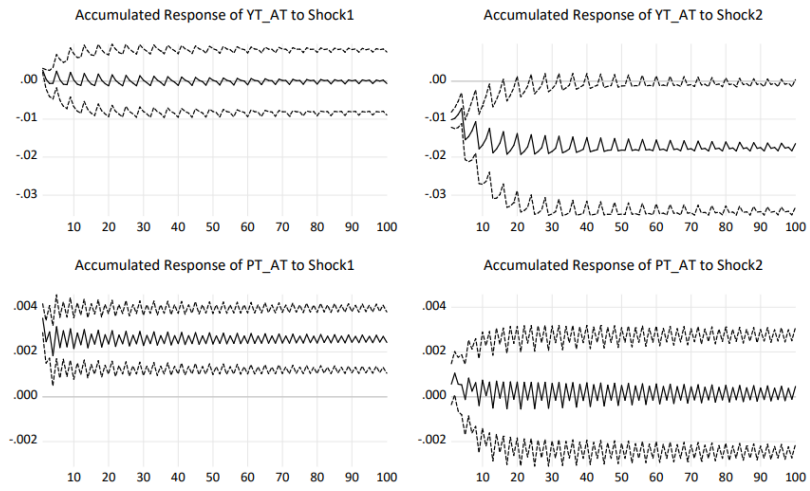 Accumulated Response of YT_AT to Shock1
.00
-.01
-.02
-.03
10 20 30 40 50 60 70 80 90 100
Accumulated Response of YT_AT to Shock2
.00
-.01
-.02
-.03
10 20 30 40 50 60 70 80 90 100
Accumulated Response of PT_AT to Shock1
.004
.002
.000
-.002
10 20 30 40 50 60 70 80 90 100
Accumulated Response of PT_AT to Shock2
.004
.002
.000
-.002
10 20 30 40 50 60 70 80 90 100